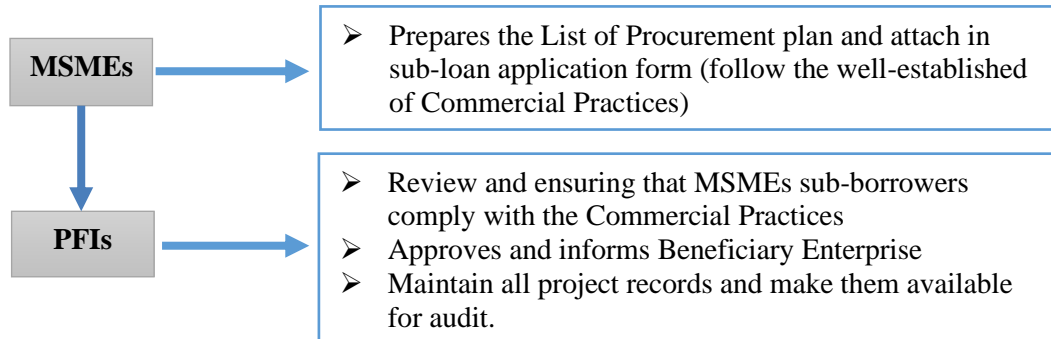 MSMEs
➢ Prepares the List of Procurement plan and attach in
sub-loan application form (follow the well-established
of Commercial Practices)
PFIs
➢ Review and ensuring that MSMEs sub-borrowers
comply with the Commercial Practices
➢ Approves and informs Beneficiary Enterprise
➢ Maintain all project records and make them available
for audit.